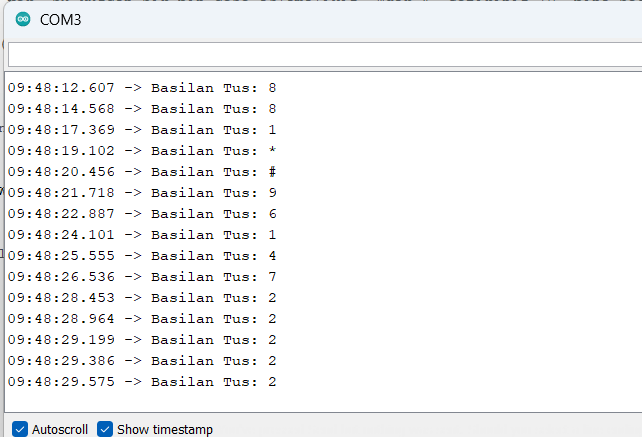 COM3
09:48:12.607 -> Basilan Tus: 8
09:48:14.568 -> Basilan Tus: 8
09:48:17.369 -> Basilan Tus: 1
09:48:19.102 -> Basilan Tus: *
09:48:20.456 -> Basilan Tus: #
09:48:21.718 -> Basilan Tus: 9
09:48:22.887 -> Basilan Tus: 6
09:48:24.101 -> Basilan Tus: 1
09:48:25.555 -> Basilan Tus: 4
09:48:26.536 -> Basilan Tus: 7
09:48:28.453 -> Basilan Tus: 2
09:48:28.964 -> Basilan Tus: 2
09:48:29.199 -> Basilan Tus: 2
09:48:29.386 -> Basilan Tus: 2
09:48:29.575 -> Basilan Tus: 2
Autoscroll Show timestamp